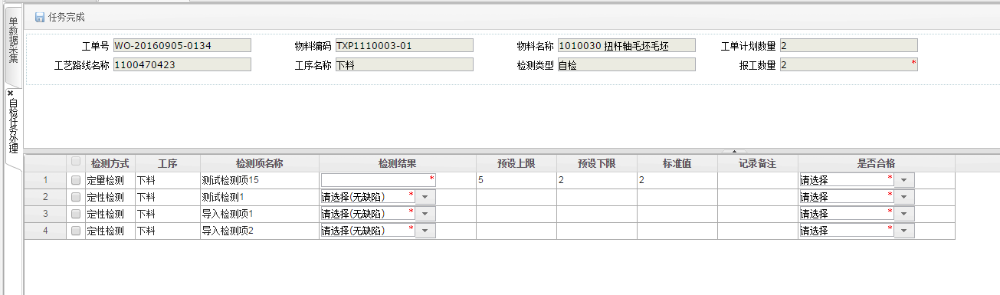 任务完成
单数据采集
自检任务处理
工单号 WO-20160905-0134 物料编码 TXP1110003-01 物料名称 1010030 扭杆轴毛坯毛坯 工单计划数量 2
工艺路线名称 1100470423 工序名称 下料 检测类型 自检 报工数量 2 *
检测方式 工序 检测项名称 检测结果 预设上限 预设下限 标准值 记录备注 是否合格
1 定量检测 下料 测试检测项15 * 5 2 2 请选择 *
2 定性检测 下料 测试检测1 请选择(无缺陷) * 请选择 *
3 定性检测 下料 导入检测项1 请选择(无缺陷) * 请选择 *
4 定性检测 下料 导入检测项2 请选择(无缺陷) * 请选择 *